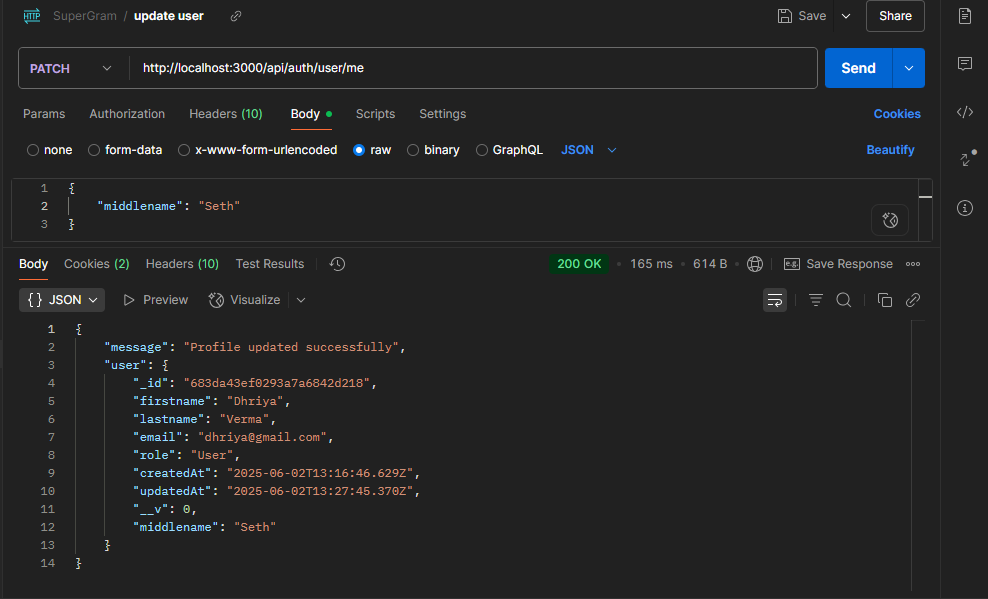 HTTP SuperGram / update user Save Share
PATCH http://localhost:3000/api/auth/user/me Send
Params Authorization Headers (10) Body Scripts Settings Cookies
none form-data x-www-form-urlencoded raw binary GraphQL JSON Beautify
1 {
2 "middlename": "Seth"
3 }
Body Cookies (2) Headers (10) Test Results 200 OK • 165 ms • 614 B • e.g. Save Response
{} JSON Preview Visualize
1 {
2 "message": "Profile updated successfully",
3 "user": {
4 "_id": "683da43ef0293a7a6842d218",
5 "firstname": "Dhriya",
6 "lastname": "Verma",
7 "email": "dhriya@gmail.com",
8 "role": "User",
9 "createdAt": "2025-06-02T13:16:46.629Z",
10 "updatedAt": "2025-06-02T13:27:45.370Z",
11 "__v": 0,
12 "middlename": "Seth"
13 }
14 }